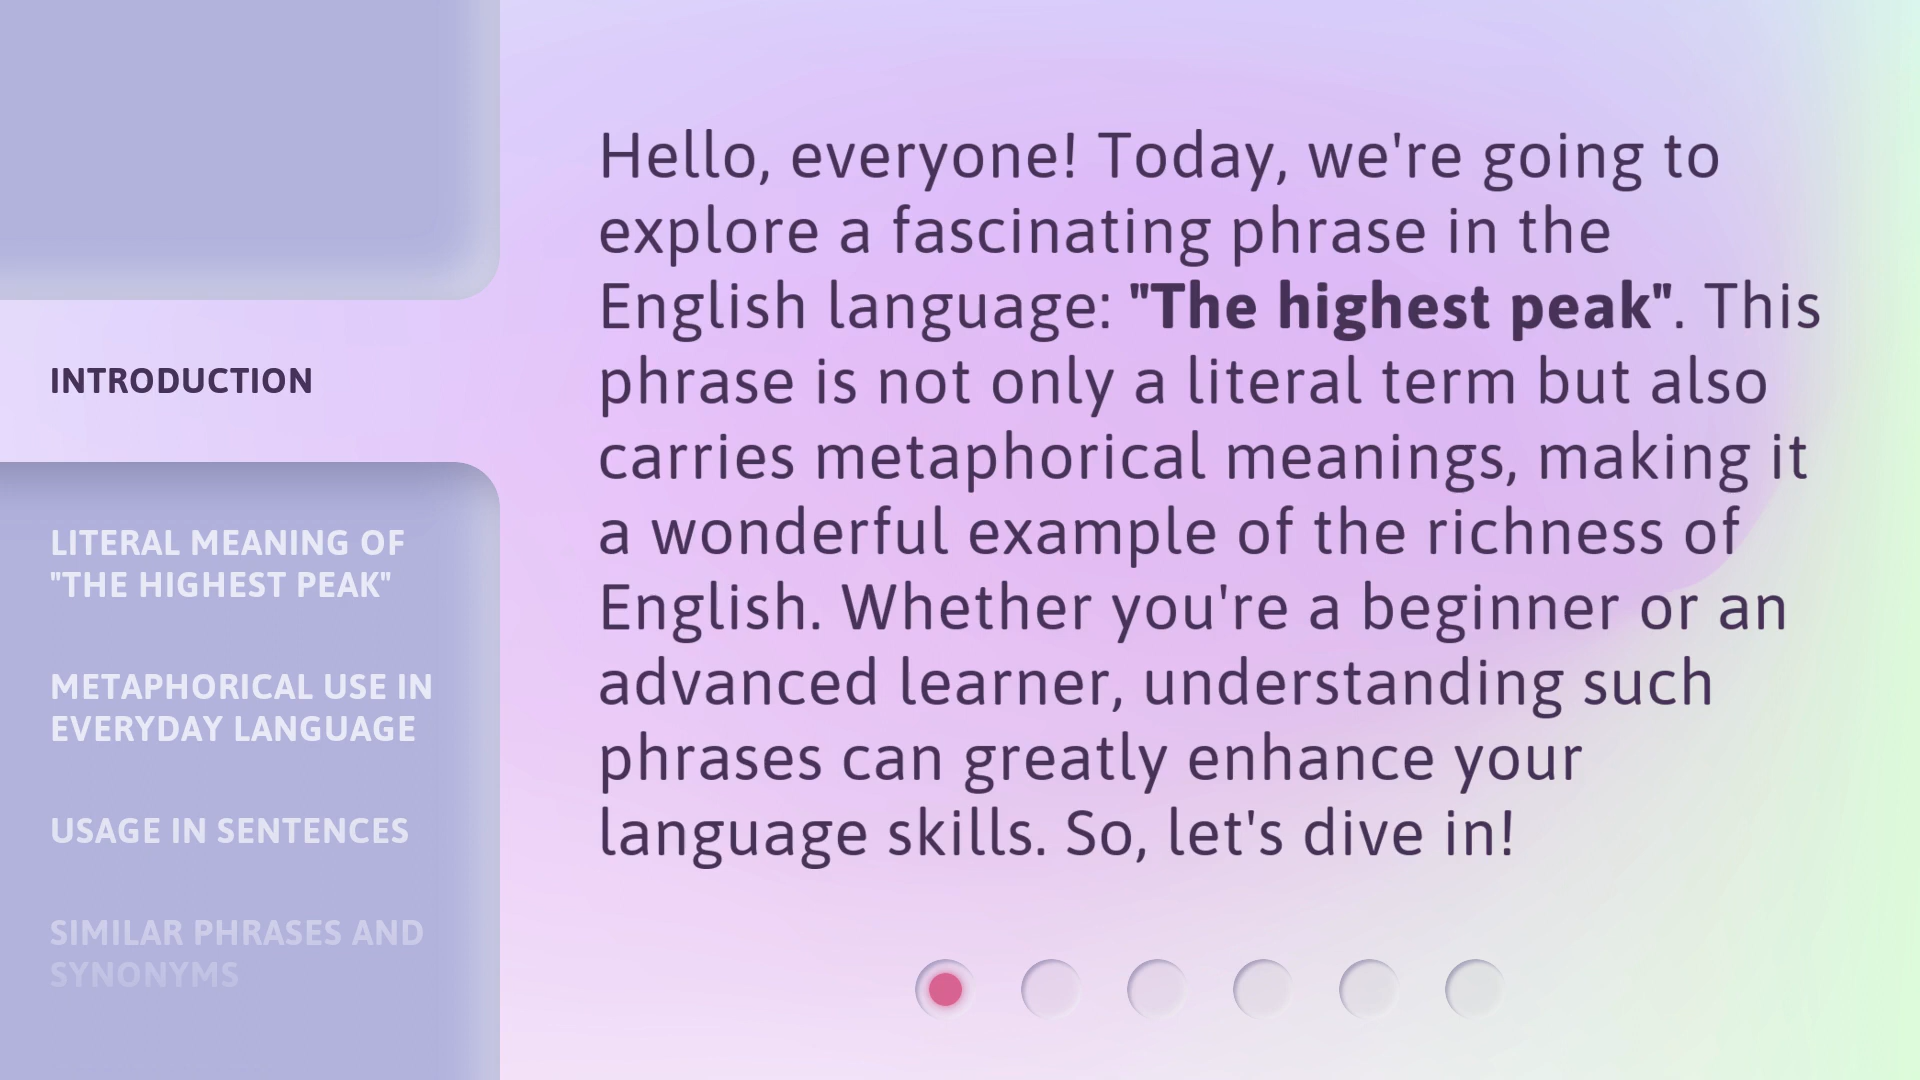 INTRODUCTION
LITERAL MEANING OF
"THE HIGHEST PEAK"
METAPHORICAL USE IN
EVERYDAY LANGUAGE
USAGE IN SENTENCES
SIMILAR PHRASES AND
SYNONYMS
Hello, everyone! Today, we're going to
explore a fascinating phrase in the
English language: "The highest peak". This
phrase is not only a literal term but also
carries metaphorical meanings, making it
a wonderful example of the richness of
English. Whether you're a beginner or an
advanced learner, understanding such
phrases can greatly enhance your
language skills. So, let's dive in!